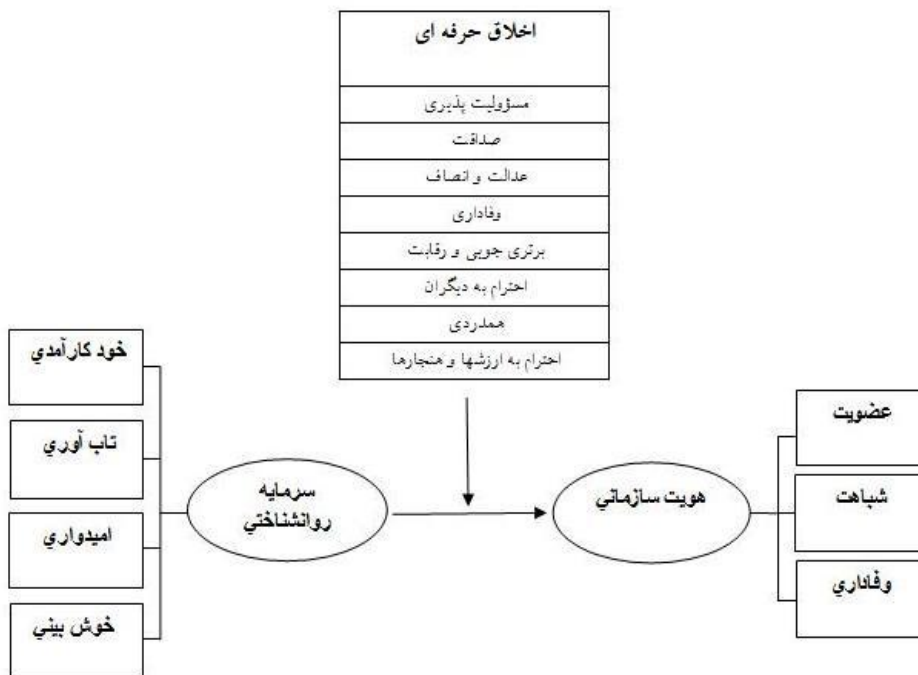 اخلاق حرفه ای
مسؤولیت پذیری
صداقت
عدالت و انصاف
وفاداری
برتری جویی و رقابت
احترام به دیگران
همدردی
احترام به ارزشها و هنجارها
خود کارآمدي
تاب آوري
اميدواري
خوش بيني
سرمايه
روانشناختي
هويت سازماني
عضويت
شباهت
وفاداري